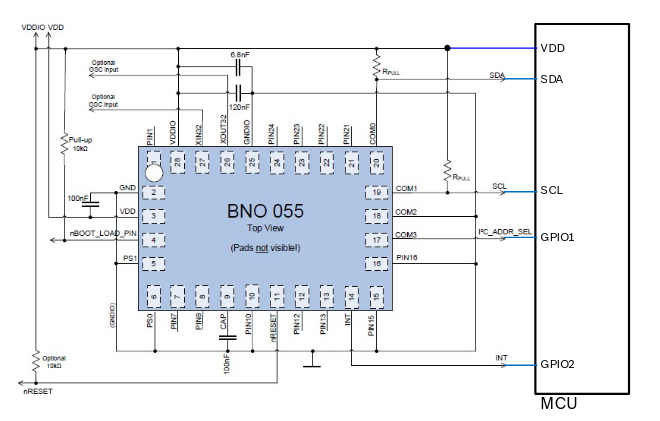 VDDIO VDD
6.8nF
Optional
OSC Input
RPULL
VDD
SDA
SDA
Optional
OSC Input
120nF
PIN1
VDDIO
XIN32
XOUT32
GNDIO
PIN24
PIN23
PIN22
PIN21
COM0
Pull-up
10kΩ
1
28
27
26
25
24
23
22
21
20
RPULL
100nF
GND
2
19
COM1
SCL
SCL
VDD
3
BNO 055
Top View
(Pads not visible!)
18
COM2
nBOOT_LOAD_PIN
4
17
COM3
I²C_ADDR_SEL
GPIO1
PS1
5
16
PIN16
6
7
8
9
10
11
12
13
14
15
(GNDIO)
PS0
PIN7
PIN8
CAP
PIN10
nRESET
PIN12
PIN13
INT
PIN15
100nF
Optional
10kΩ
INT
GPIO2
nRESET
MCU